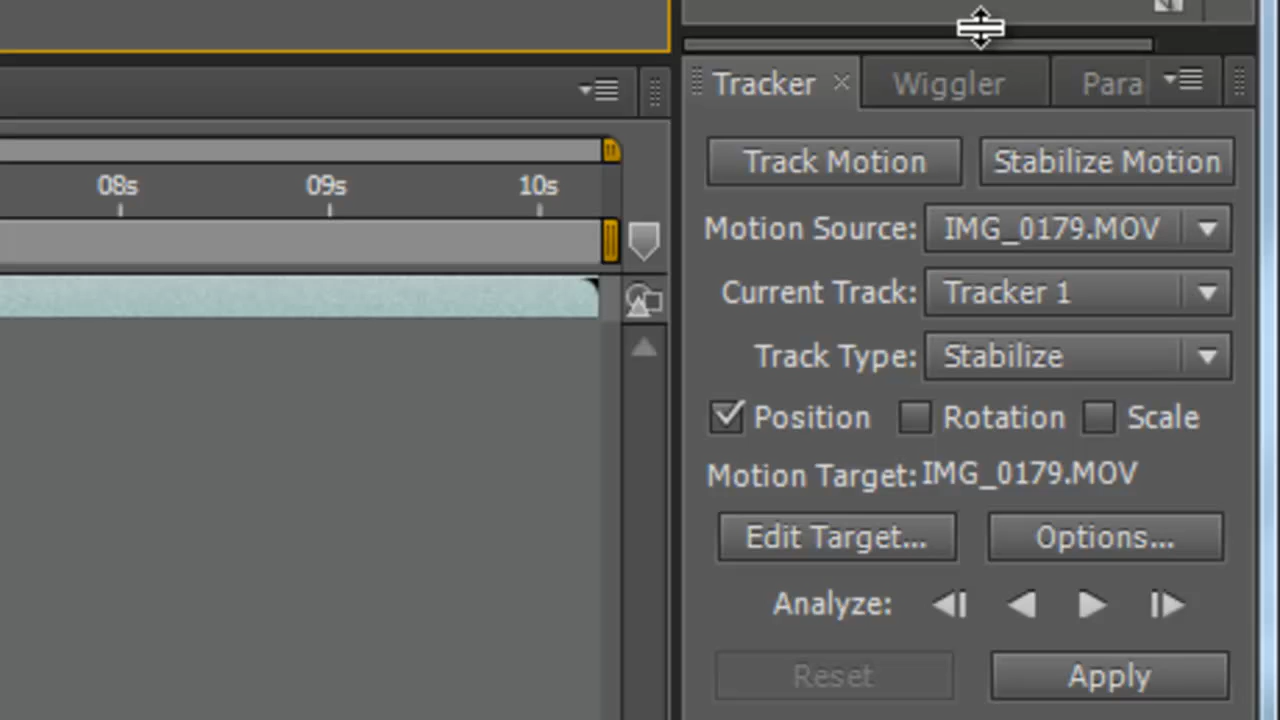 Tracker Wiggler Para
08s 09s 10s
Track Motion Stabilize Motion
Motion Source: IMG_0179.MOV
Current Track: Tracker 1
Track Type: Stabilize
Position Rotation Scale
Motion Target: IMG_0179.MOV
Edit Target... Options...
Analyze:
Reset Apply